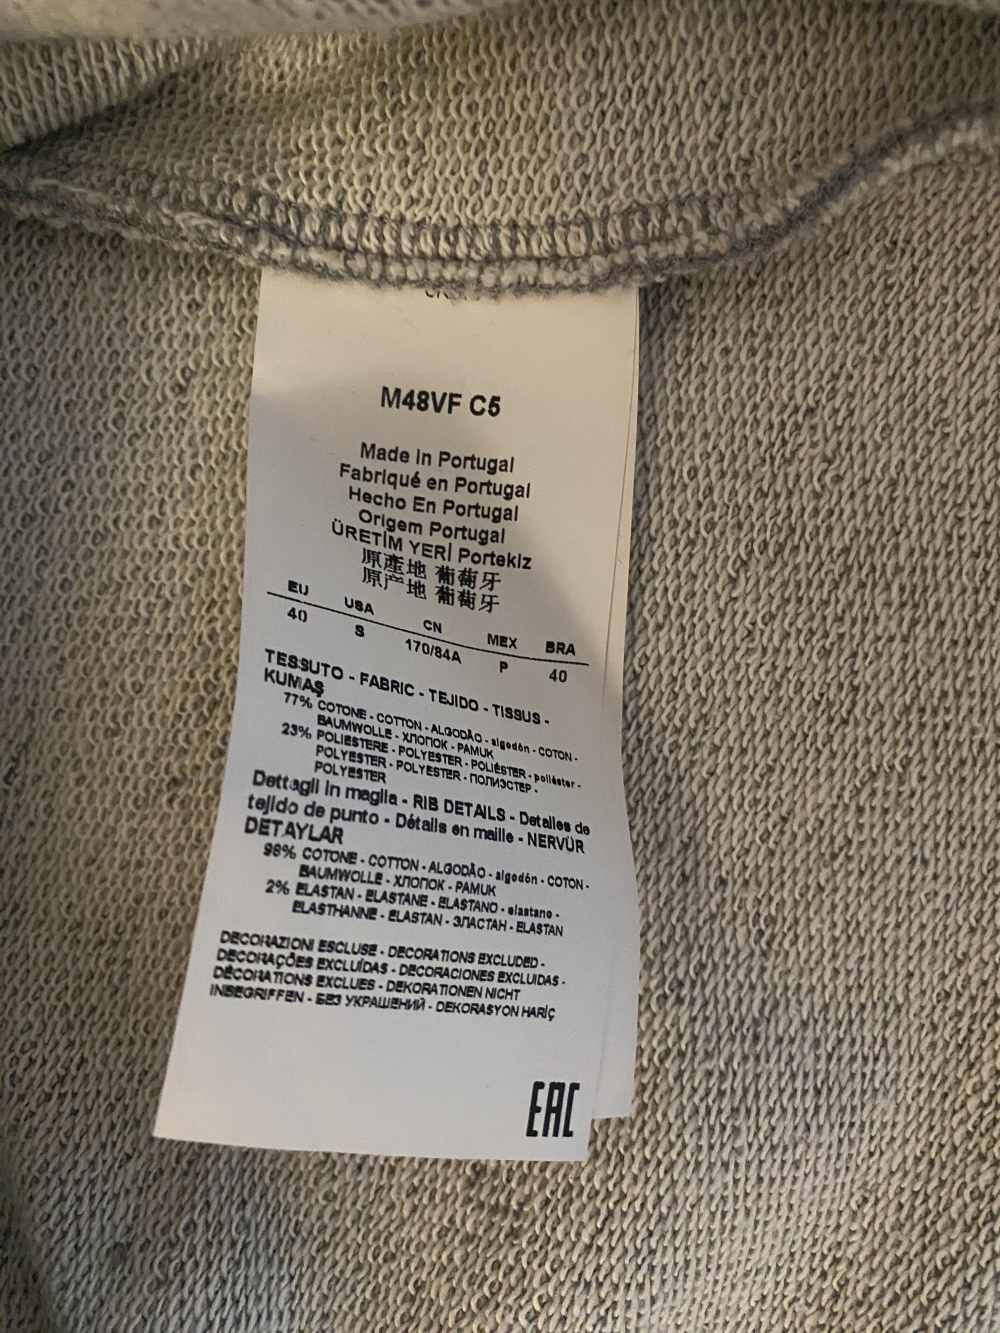 M48VF C5
Made in Portugal
Fabriqué en Portugal
Hecho En Portugal
Origem Portugal
ÜRETİM YERİ Portekiz
原產地 葡萄牙
原产地 葡萄牙
EU USA CN MEX BRA
40 S 170/84A P 40
TESSUTO - FABRIC - TEJIDO - TISSUS -
KUMAŞ
77% COTONE - COTTON - ALGODÃO - algodón - COTON -
BAUMWOLLE - ХЛОПОК - PAMUK
23% POLIESTERE - POLYESTER - POLIÉSTER - poliéster -
POLYESTER - POLYESTER - ПОЛИЭСТЕР -
POLYESTER
Dettagli in maglia - RIB DETAILS - Detalles de
tejido de punto - Détails en maille - NERVÜR
DETAYLAR
98% COTONE - COTTON - ALGODÃO - algodón - COTON -
BAUMWOLLE - ХЛОПОК - PAMUK
2% ELASTAN - ELASTANE - ELASTANO - elastano -
ELASTHANNE - ELASTAN - ЭЛАСТАН - ELASTAN
DECORAZIONI ESCLUSE - DECORATIONS EXCLUDED -
DECORAÇÕES EXCLUÍDAS - DECORACIONES EXCLUIDAS -
DÉCORATIONS EXCLUES - DEKORATIONEN NICHT
INBEGRIFFEN - БЕЗ УКРАШЕНИЙ - DEKORASYON HARİÇ
EAC